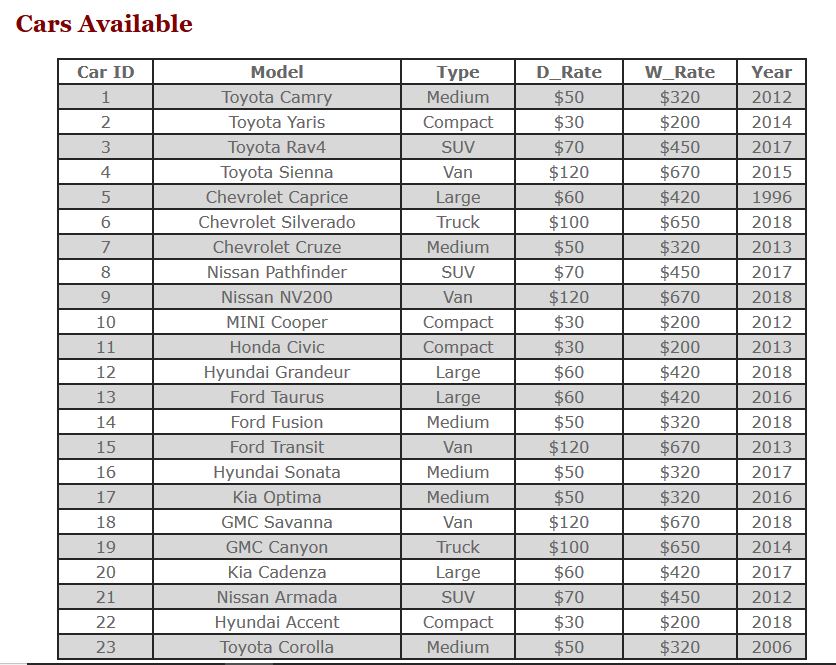 Cars Available
Car ID Model Type D_Rate W_Rate Year
1 Toyota Camry Medium $50 $320 2012
2 Toyota Yaris Compact $30 $200 2014
3 Toyota Rav4 SUV $70 $450 2017
4 Toyota Sienna Van $120 $670 2015
5 Chevrolet Caprice Large $60 $420 1996
6 Chevrolet Silverado Truck $100 $650 2018
7 Chevrolet Cruze Medium $50 $320 2013
8 Nissan Pathfinder SUV $70 $450 2017
9 Nissan NV200 Van $120 $670 2018
10 MINI Cooper Compact $30 $200 2012
11 Honda Civic Compact $30 $200 2013
12 Hyundai Grandeur Large $60 $420 2018
13 Ford Taurus Large $60 $420 2016
14 Ford Fusion Medium $50 $320 2018
15 Ford Transit Van $120 $670 2013
16 Hyundai Sonata Medium $50 $320 2017
17 Kia Optima Medium $50 $320 2016
18 GMC Savanna Van $120 $670 2018
19 GMC Canyon Truck $100 $650 2014
20 Kia Cadenza Large $60 $420 2017
21 Nissan Armada SUV $70 $450 2012
22 Hyundai Accent Compact $30 $200 2018
23 Toyota Corolla Medium $50 $320 2006